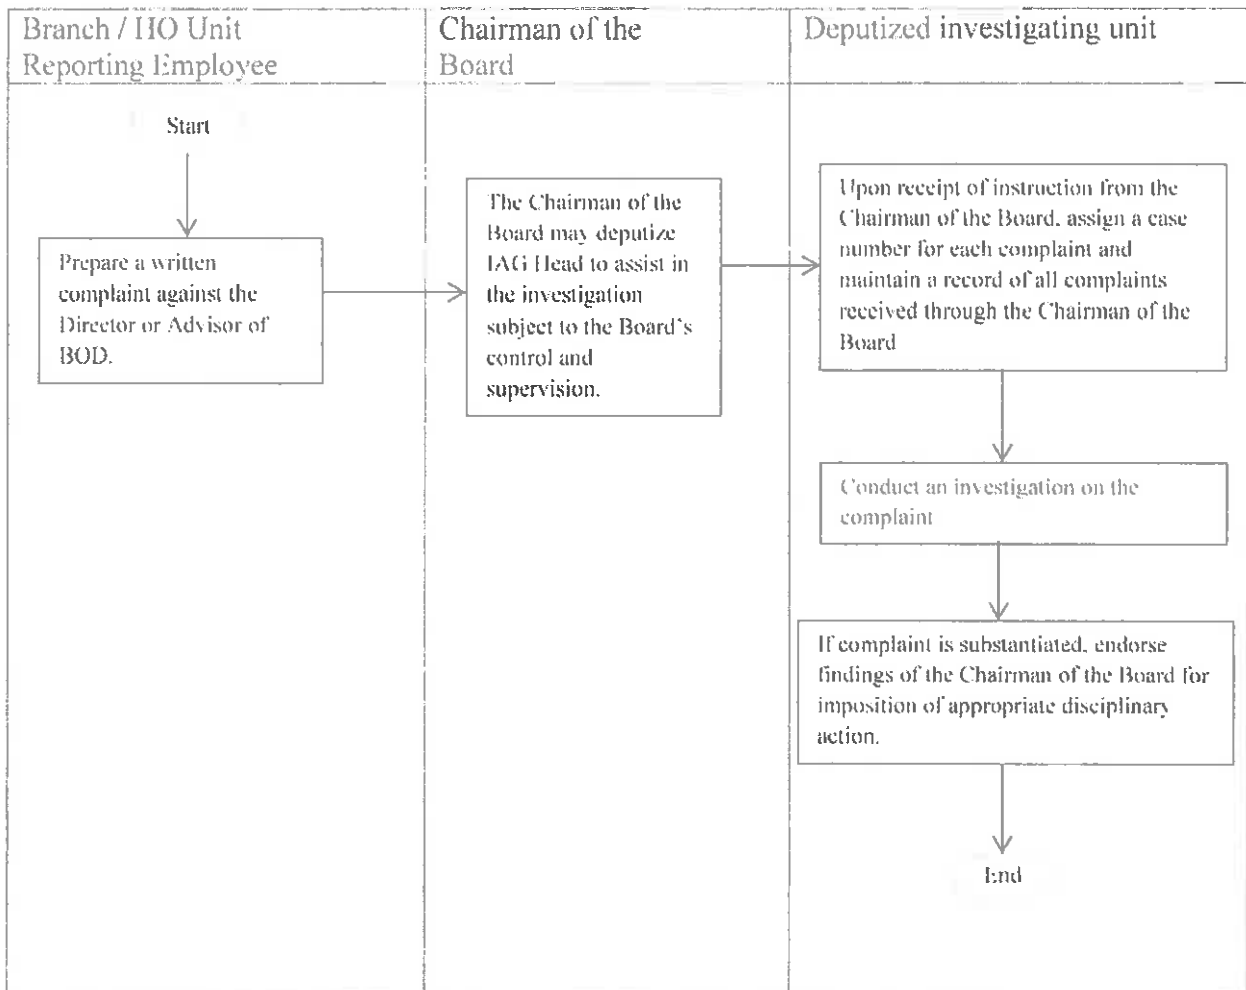 Branch / HO Unit
Reporting Employee
Chairman of the
Board
Deputized investigating unit
Start
Prepare a written
complaint against the
Director or Advisor of
BOD.
The Chairman of the
Board may deputize
IAG Head to assist in
the investigation
subject to the Board's
control and
supervision.
Upon receipt of instruction from the
Chairman of the Board, assign a case
number for each complaint and
maintain a record of all complaints
received through the Chairman of the
Board
Conduct an investigation on the
complaint
If complaint is substantiated, endorse
findings of the Chairman of the Board for
imposition of appropriate disciplinary
action.
End